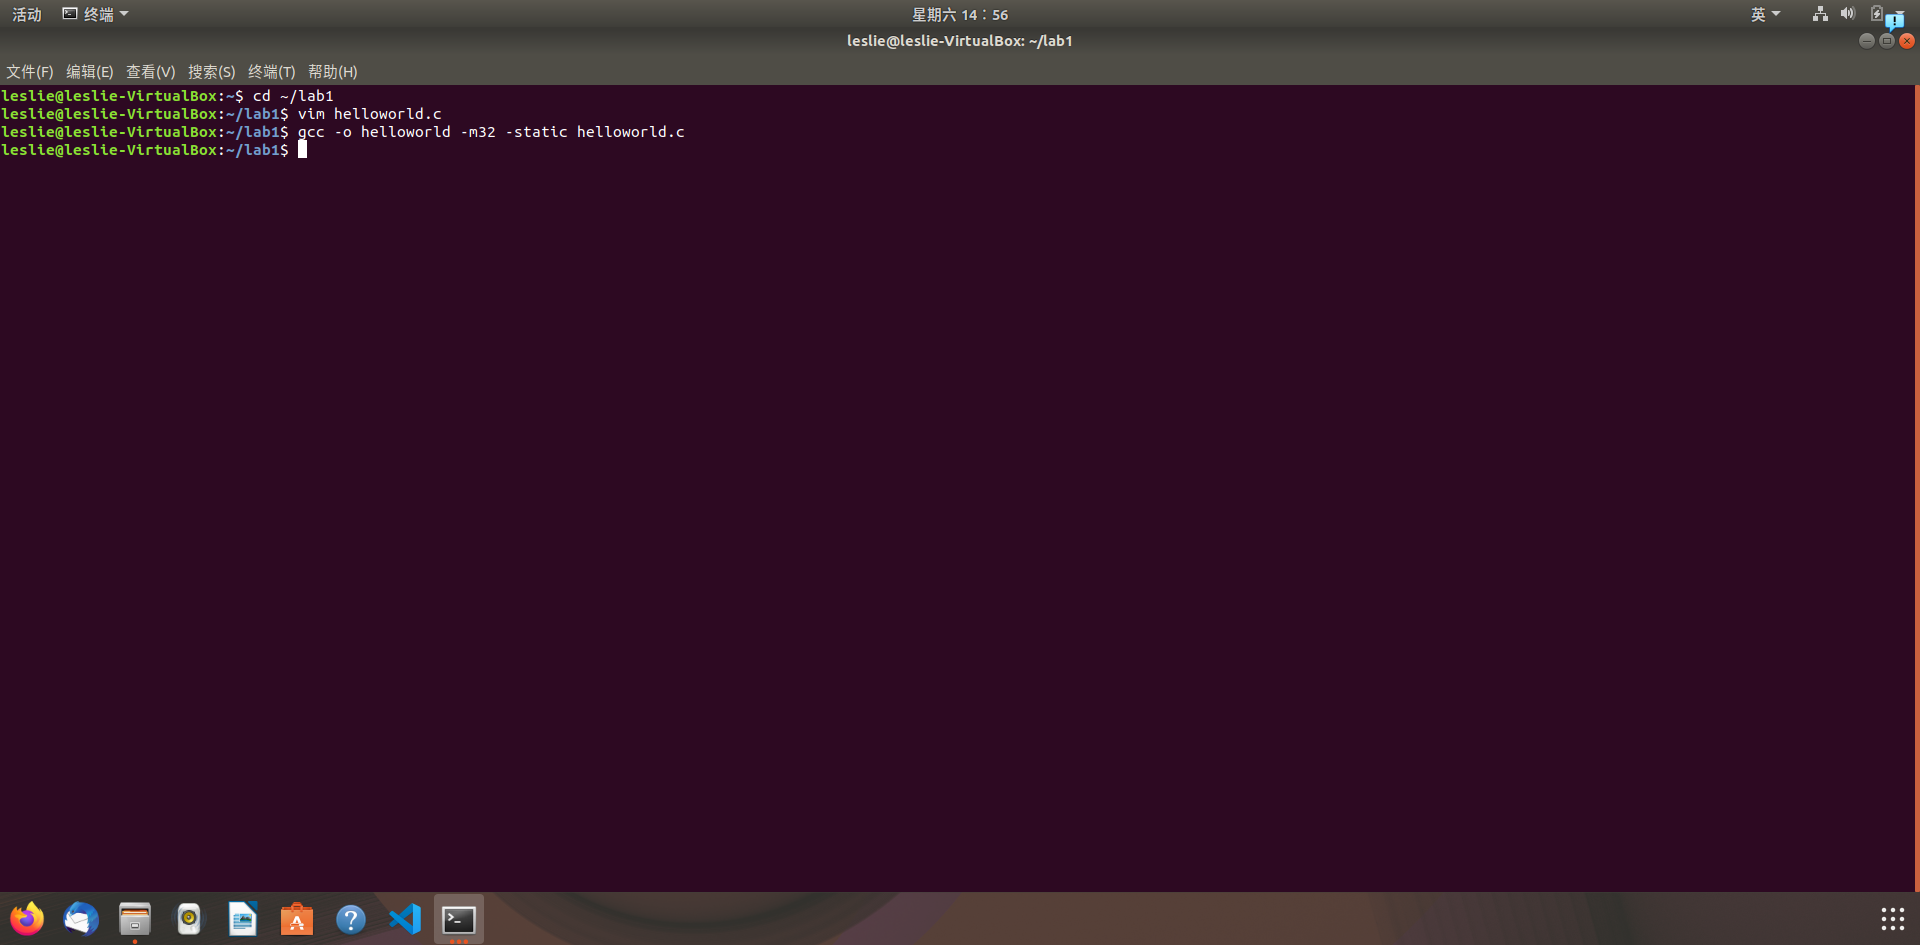 活动 终端 星期六 14：56 英
leslie@leslie-VirtualBox: ~/lab1
文件(F) 编辑(E) 查看(V) 搜索(S) 终端(T) 帮助(H)
leslie@leslie-VirtualBox:~$ cd ~/lab1
leslie@leslie-VirtualBox:~/lab1$ vim helloworld.c
leslie@leslie-VirtualBox:~/lab1$ gcc -o helloworld -m32 -static helloworld.c
leslie@leslie-VirtualBox:~/lab1$